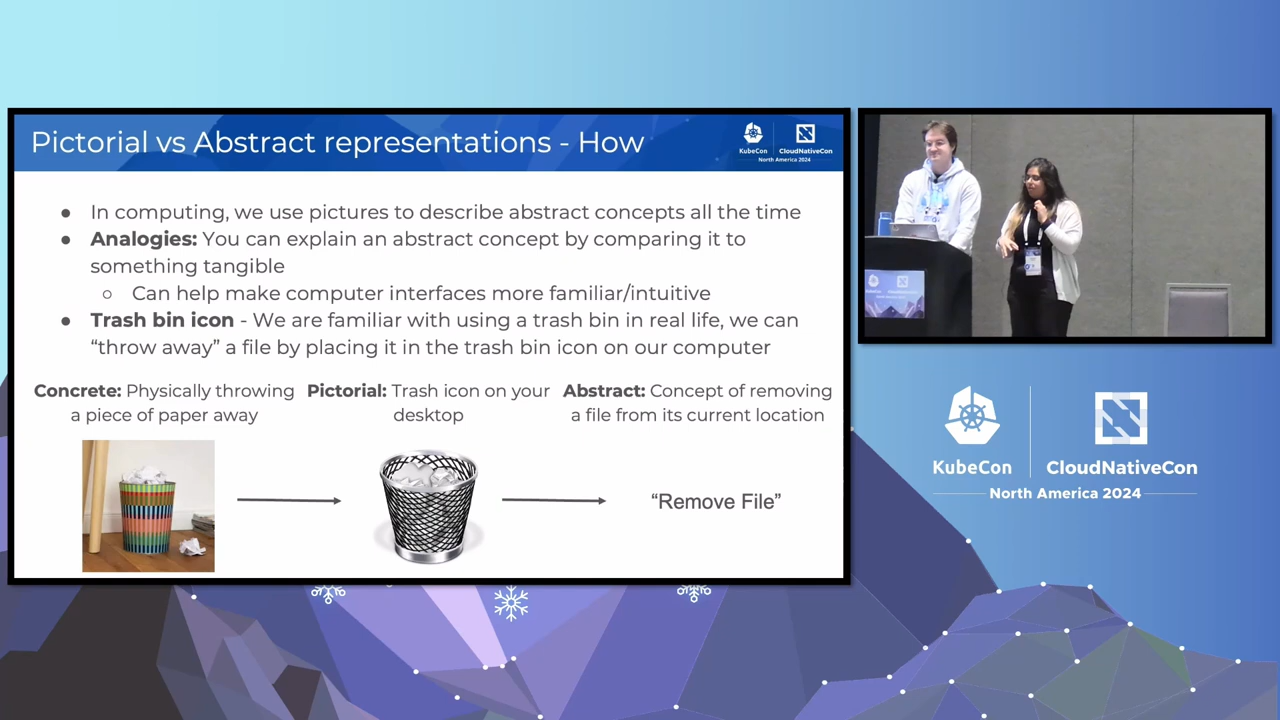 Pictorial vs Abstract representations - How
KubeCon
CloudNativeCon
North America 2024
● In computing, we use pictures to describe abstract concepts all the time
● Analogies: You can explain an abstract concept by comparing it to
something tangible
○ Can help make computer interfaces more familiar/intuitive
● Trash bin icon - We are familiar with using a trash bin in real life, we can
“throw away” a file by placing it in the trash bin icon on our computer
Concrete: Physically throwing
a piece of paper away
Pictorial: Trash icon on your
desktop
Abstract: Concept of removing
a file from its current location
“Remove File”
KubeCon
CloudNativeCon
North America 2024